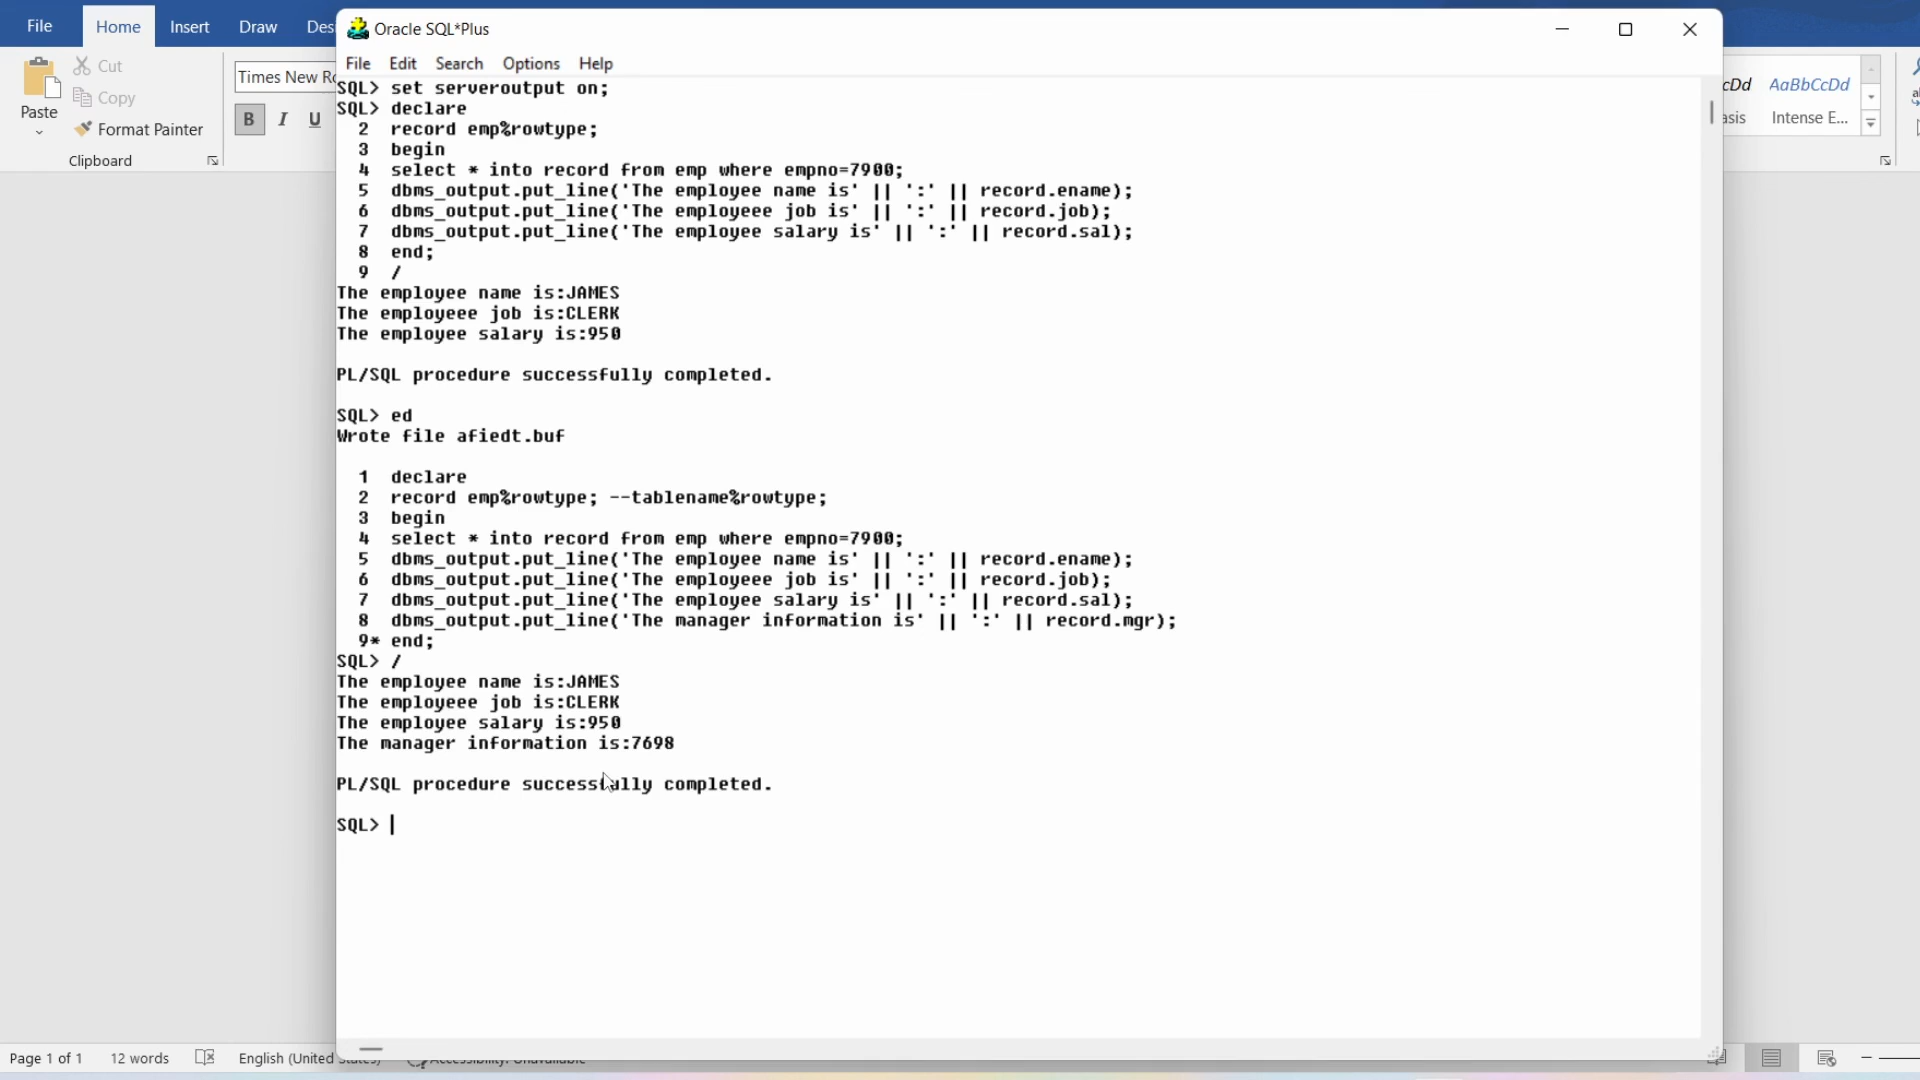 File Home Insert Draw Des
Cut
Copy
Format Painter
Paste
Clipboard
Times New Ro
B I U
Oracle SQL*Plus
File Edit Search Options Help
SQL> set serveroutput on;
SQL> declare
2 record emp%rowtype;
3 begin
4 select * into record from emp where empno=7900;
5 dbms_output.put_line('The employee name is' || ':' || record.ename);
6 dbms_output.put_line('The employeee job is' || ':' || record.job);
7 dbms_output.put_line('The employee salary is' || ':' || record.sal);
8 end;
9 /
The employee name is:JAMES
The employeee job is:CLERK
The employee salary is:950
PL/SQL procedure successfully completed.
SQL> ed
Wrote file afiedt.buf
1 declare
2 record emp%rowtype; --tablename%rowtype;
3 begin
4 select * into record from emp where empno=7900;
5 dbms_output.put_line('The employee name is' || ':' || record.ename);
6 dbms_output.put_line('The employeee job is' || ':' || record.job);
7 dbms_output.put_line('The employee salary is' || ':' || record.sal);
8 dbms_output.put_line('The manager information is' || ':' || record.mgr);
9* end;
SQL> /
The employee name is:JAMES
The employeee job is:CLERK
The employee salary is:950
The manager information is:7698
PL/SQL procedure successfully completed.
SQL>
cDd AaBbCcDd
asis Intense E...
Page 1 of 1 12 words English (United States) Accessibility: Unavailable